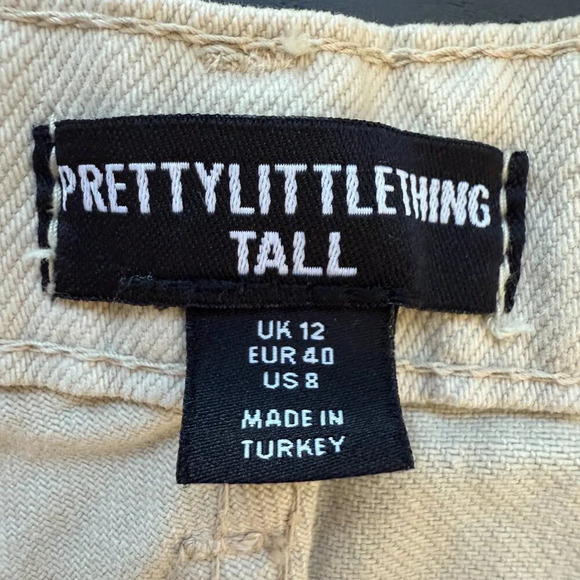 PRETTYLITTLETHING
TALL
UK 12
EUR 40
US 8
MADE IN
TURKEY